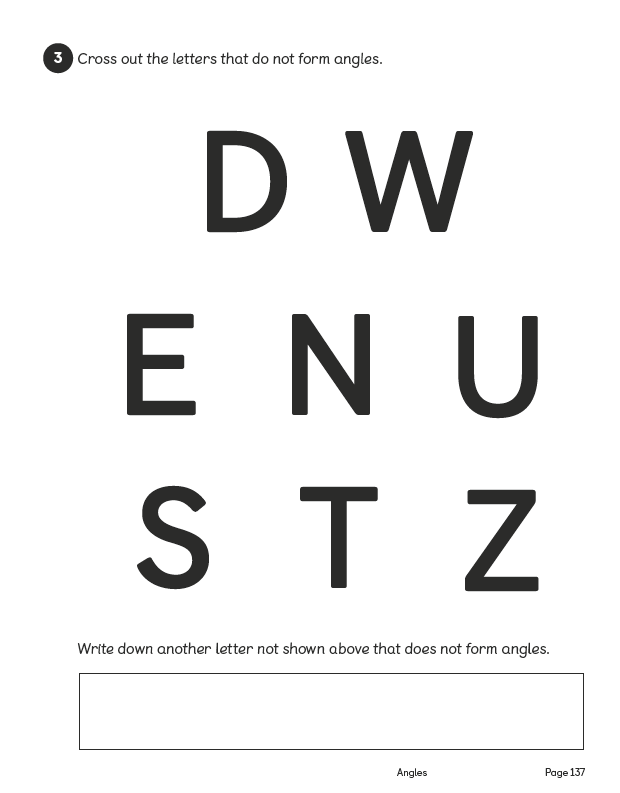 3 Cross out the letters that do not form angles.
D W
E N U
S T Z
Write down another letter not shown above that does not form angles.
Angles Page 137